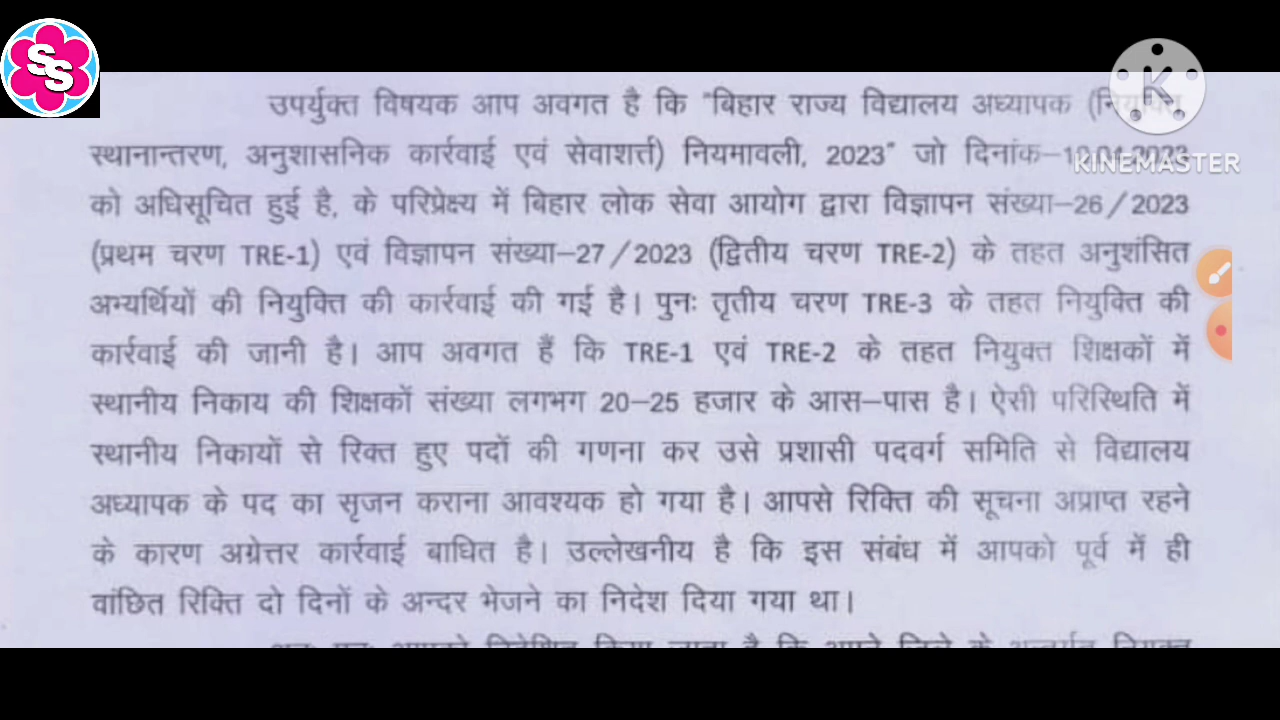 SS
K
KINEMASTER
उपर्युक्त विषयक आप अवगत है कि "बिहार राज्य विद्यालय अध्यापक
स्थानान्तरण, अनुशासनिक कार्रवाई एवं सेवाशर्त्त) नियमावली, 2023" जो दिनांक–
को अधिसूचित हुई है, के परिप्रेक्ष्य में बिहार लोक सेवा आयोग द्वारा विज्ञापन संख्या–26/2023
(प्रथम चरण TRE-1) एवं विज्ञापन संख्या–27/2023 (द्वितीय चरण TRE-2) के तहत अनुशंसित
अभ्यर्थियों की नियुक्ति की कार्रवाई की गई है। पुनः तृतीय चरण TRE-3 के तहत नियुक्ति की
कार्रवाई की जानी है। आप अवगत हैं कि TRE-1 एवं TRE-2 के तहत नियुक्त शिक्षकों में
स्थानीय निकाय की शिक्षकों संख्या लगभग 20–25 हजार के आस–पास है। ऐसी परिस्थिति में
स्थानीय निकायों से रिक्त हुए पदों की गणना कर उसे प्रशासी पदवर्ग समिति से विद्यालय
अध्यापक के पद का सृजन कराना आवश्यक हो गया है। आपसे रिक्ति की सूचना अप्राप्त रहने
के कारण अग्रेत्तर कार्रवाई बाधित है। उल्लेखनीय है कि इस संबंध में आपको पूर्व में ही
वांछित रिक्ति दो दिनों के अन्दर भेजने का निदेश दिया गया था।